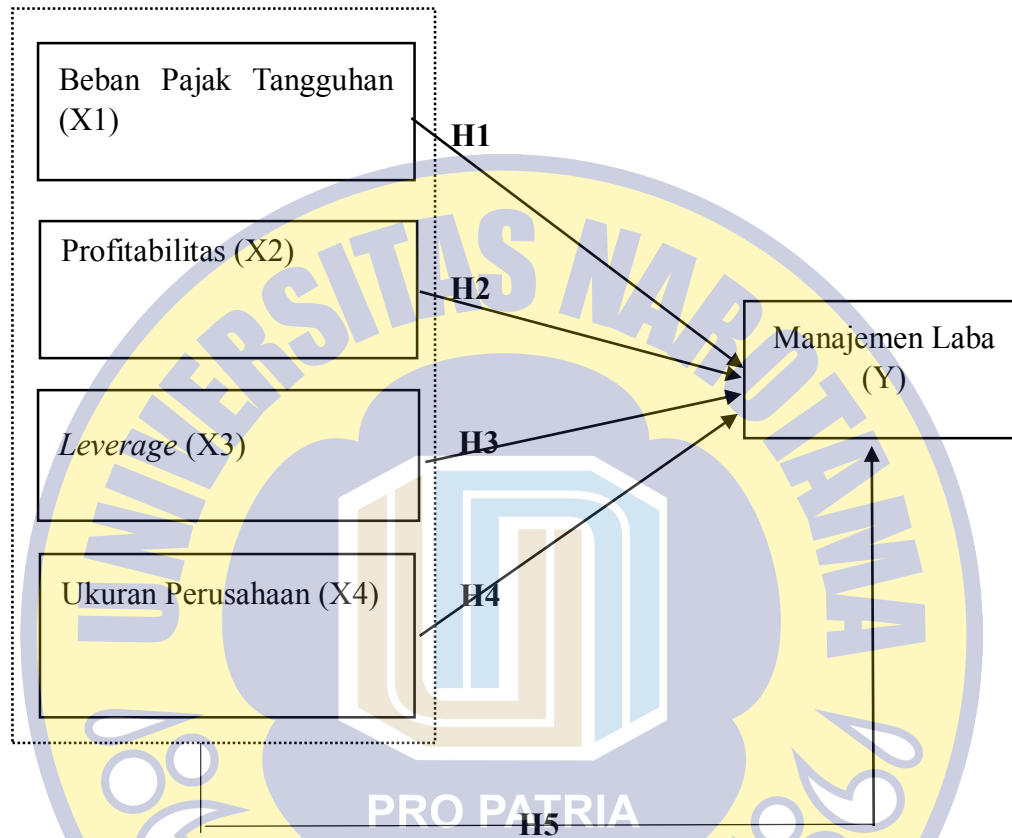 Beban Pajak Tangguhan
(X1)
H1
Profitabilitas (X2)
H2
Manajemen Laba
(Y)
Leverage (X3)
H3
Ukuran Perusahaan (X4)
H4
H5
UNIVERSITAS NAROTAMA
PRO PATRIA